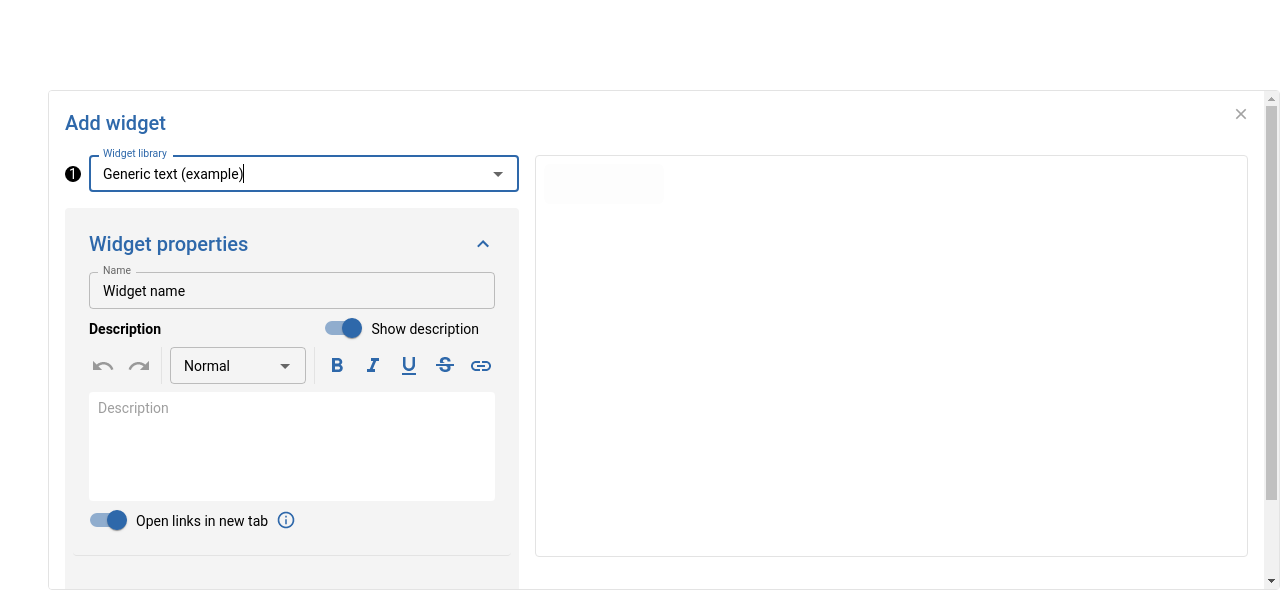 Add widget
Widget library
1 Generic text (example)
Widget properties
Name
Widget name
Description Show description
Normal B I U S
Description
Open links in new tab